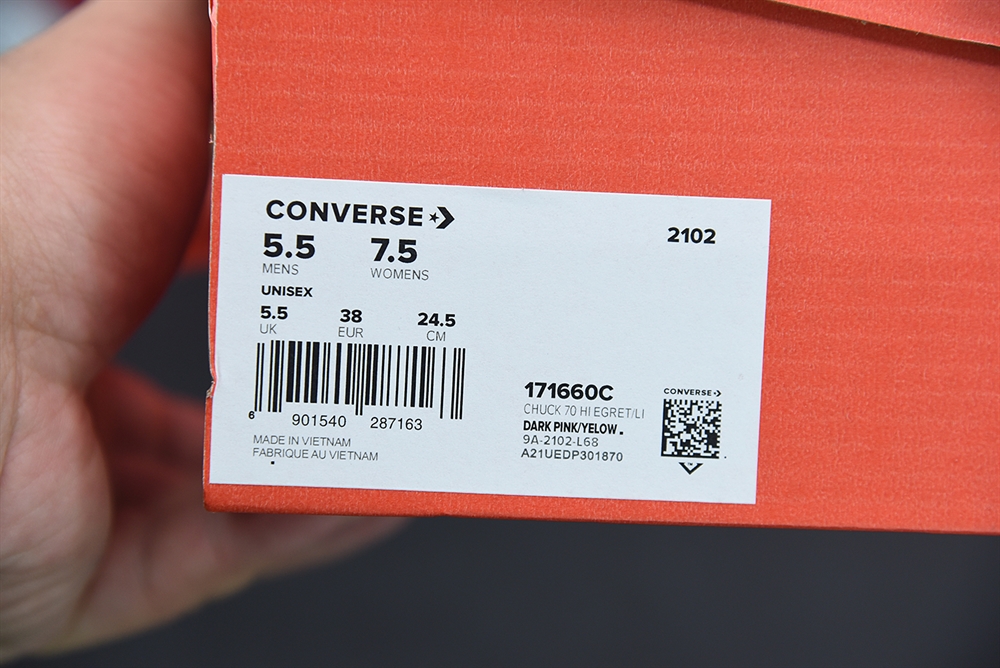 CONVERSE
2102
5.5 7.5
MENS WOMENS
UNISEX
5.5 38 24.5
UK EUR CM
6 901540 287163
MADE IN VIETNAM
FABRIQUE AU VIETNAM
171660C
CHUCK 70 HI EGRET/LI
DARK PINK/YELOW.
9A-2102-L68
A21UEDP301870
CONVERSE